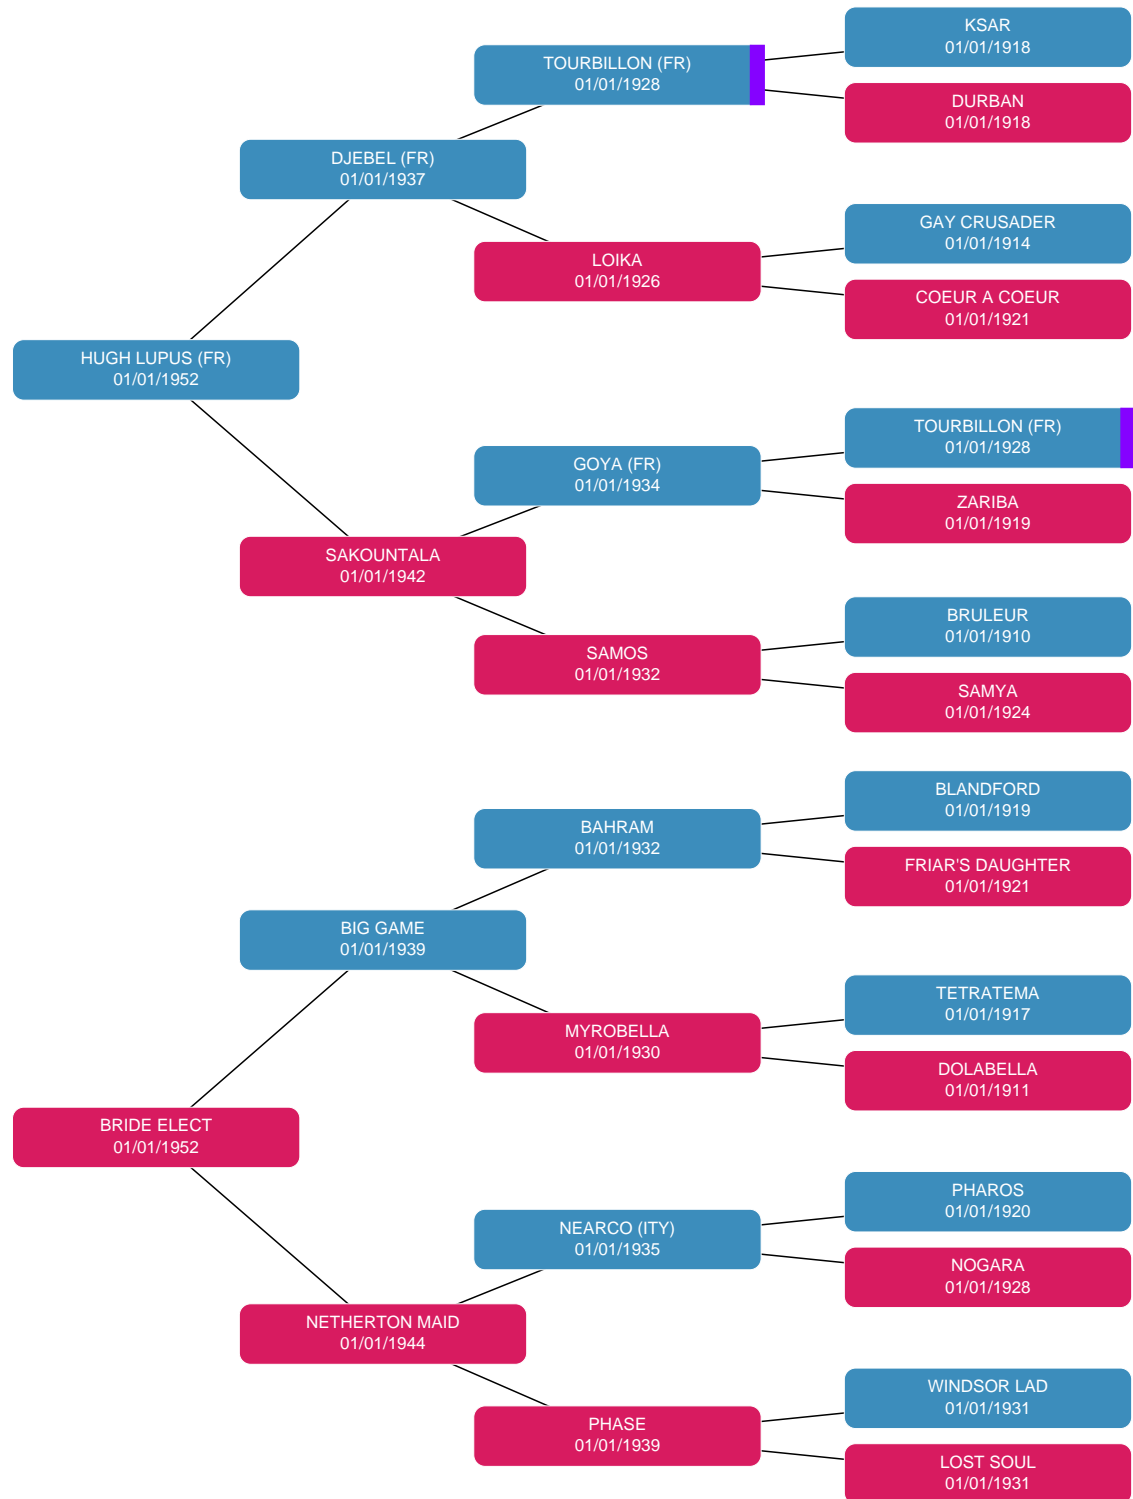 KSAR
01/01/1918
TOURBILLON (FR)
01/01/1928
DURBAN
01/01/1918
DJEBEL (FR)
01/01/1937
GAY CRUSADER
01/01/1914
LOIKA
01/01/1926
COEUR A COEUR
01/01/1921
HUGH LUPUS (FR)
01/01/1952
TOURBILLON (FR)
01/01/1928
GOYA (FR)
01/01/1934
ZARIBA
01/01/1919
SAKOUNTALA
01/01/1942
BRULEUR
01/01/1910
SAMOS
01/01/1932
SAMYA
01/01/1924
BLANDFORD
01/01/1919
BAHRAM
01/01/1932
FRIAR'S DAUGHTER
01/01/1921
BIG GAME
01/01/1939
TETRATEMA
01/01/1917
MYROBELLA
01/01/1930
DOLABELLA
01/01/1911
BRIDE ELECT
01/01/1952
PHAROS
01/01/1920
NEARCO (ITY)
01/01/1935
NOGARA
01/01/1928
NETHERTON MAID
01/01/1944
WINDSOR LAD
01/01/1931
PHASE
01/01/1939
LOST SOUL
01/01/1931